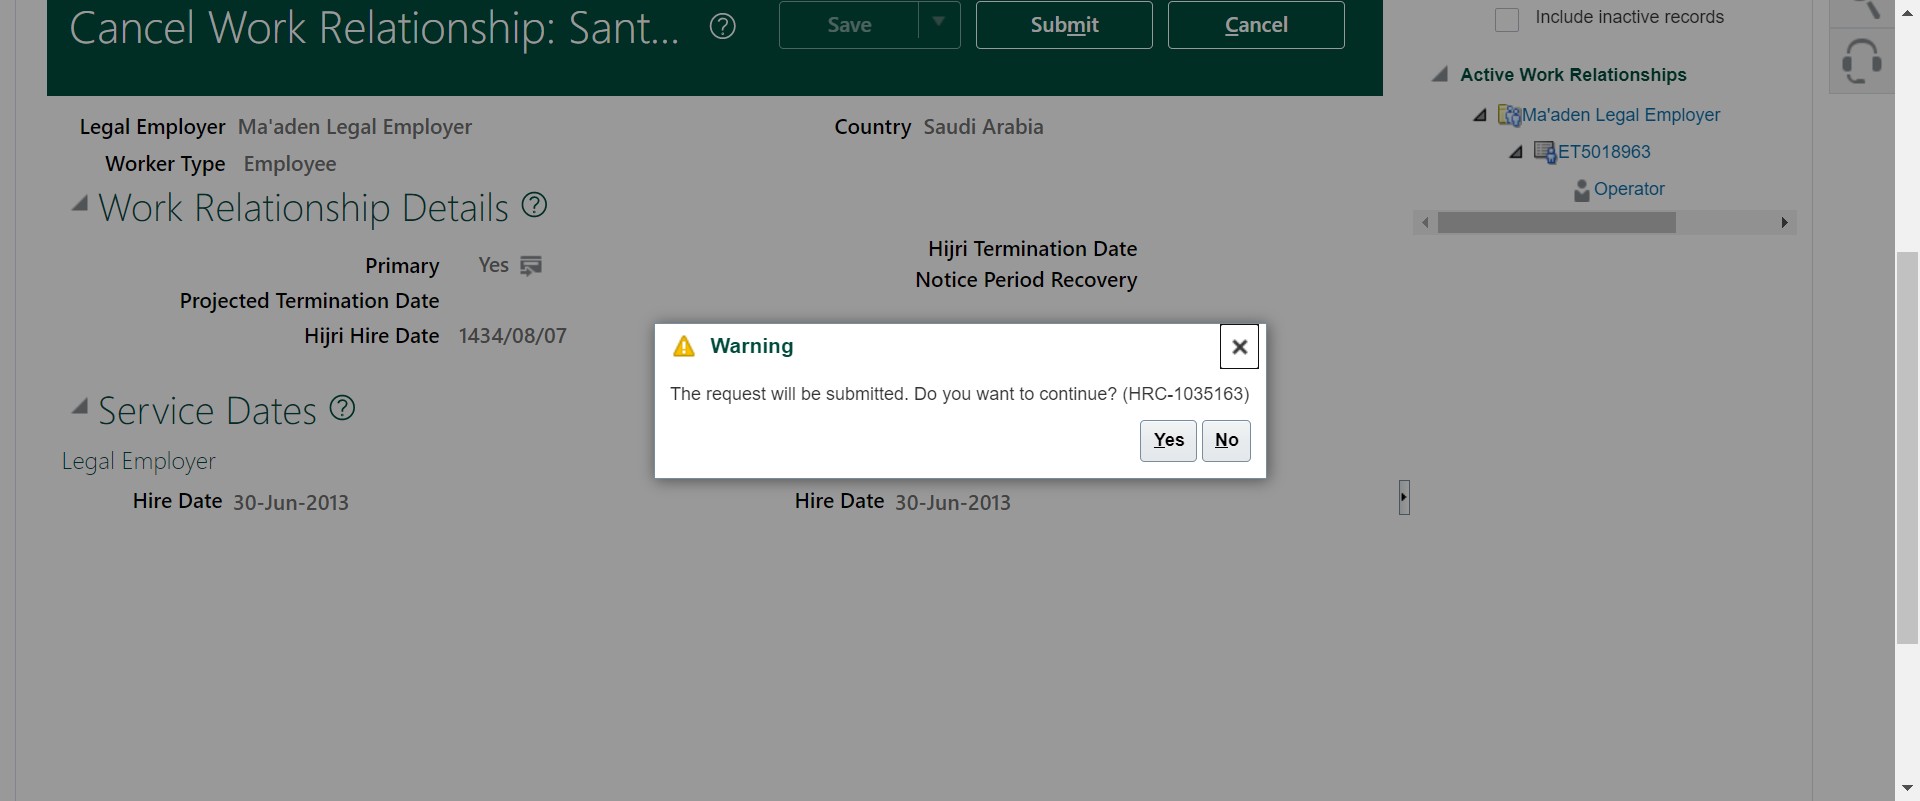 Cancel Work Relationship: Sant...
Save
Submit
Cancel
Include inactive records
Active Work Relationships
Ma'aden Legal Employer
ET5018963
Operator
Legal Employer Ma'aden Legal Employer
Country Saudi Arabia
Worker Type Employee
Work Relationship Details
Primary Yes
Projected Termination Date
Hijri Hire Date 1434/08/07
Hijri Termination Date
Notice Period Recovery
Warning
The request will be submitted. Do you want to continue? (HRC-1035163)
Yes
No
Service Dates
Legal Employer
Hire Date 30-Jun-2013
Hire Date 30-Jun-2013